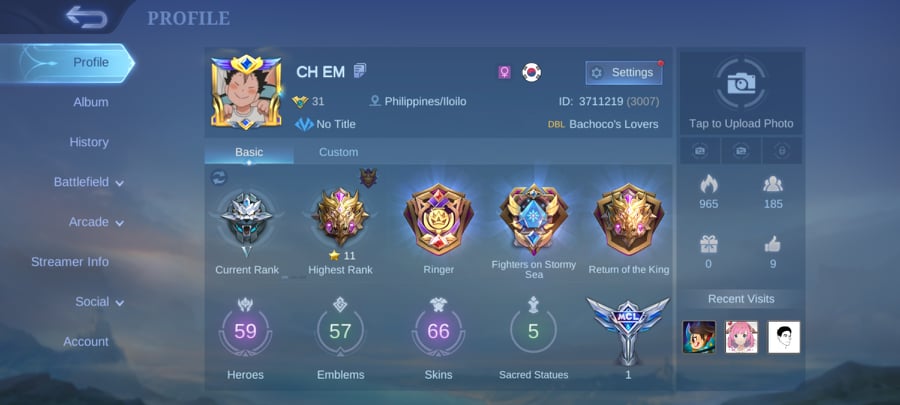 PROFILE
Profile
Album
History
Battlefield
Arcade
Streamer Info
Social
Account
CH EM
Settings
31
Philippines/Iloilo
ID: 3711219 (3007)
No Title
DBL Bachoco's Lovers
Basic
Custom
11
Current Rank
Highest Rank
Ringer
Fighters on Stormy
Sea
Return of the King
59
57
66
5
MCL
Heroes
Emblems
Skins
Sacred Statues
1
Tap to Upload Photo
965
185
0
9
Recent Visits